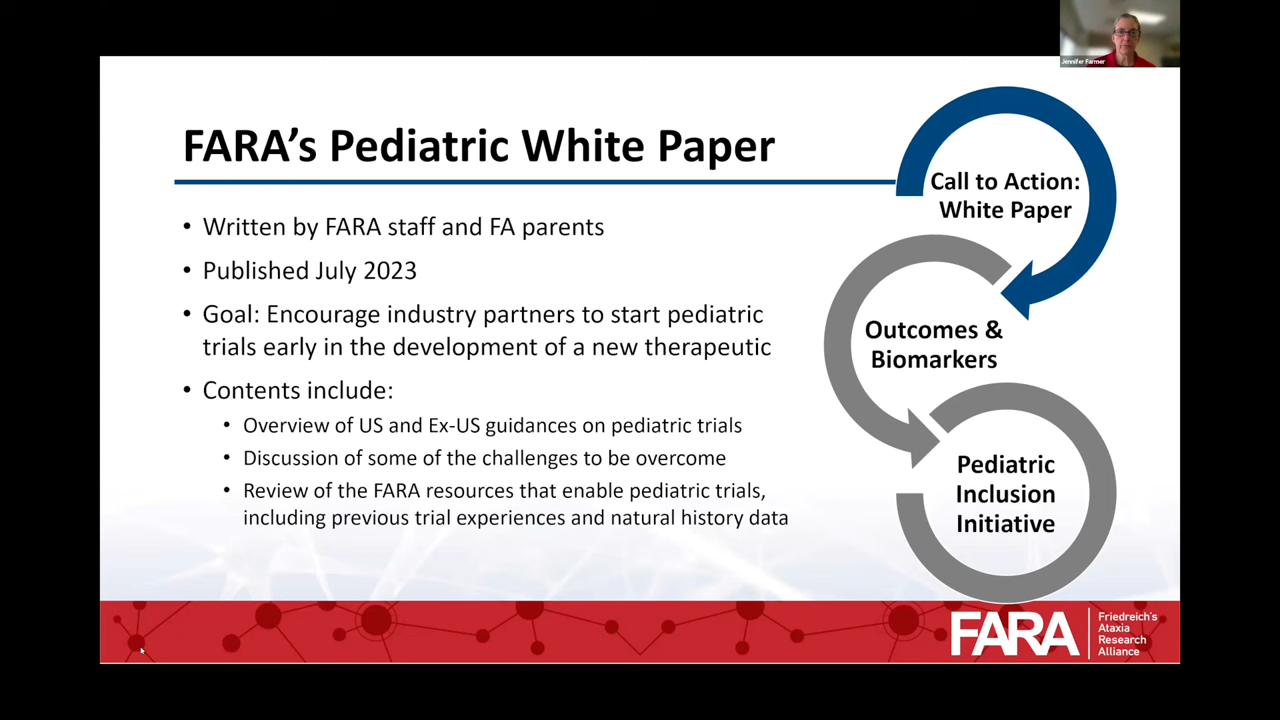 Jennifer Farmer
FARA’s Pediatric White Paper
• Written by FARA staff and FA parents
• Published July 2023
• Goal: Encourage industry partners to start pediatric
trials early in the development of a new therapeutic
• Contents include:
• Overview of US and Ex-US guidances on pediatric trials
• Discussion of some of the challenges to be overcome
• Review of the FARA resources that enable pediatric trials,
including previous trial experiences and natural history data
Call to Action:
White Paper
Outcomes &
Biomarkers
Pediatric
Inclusion
Initiative
FARA
Friedreich's
Ataxia
Research
Alliance